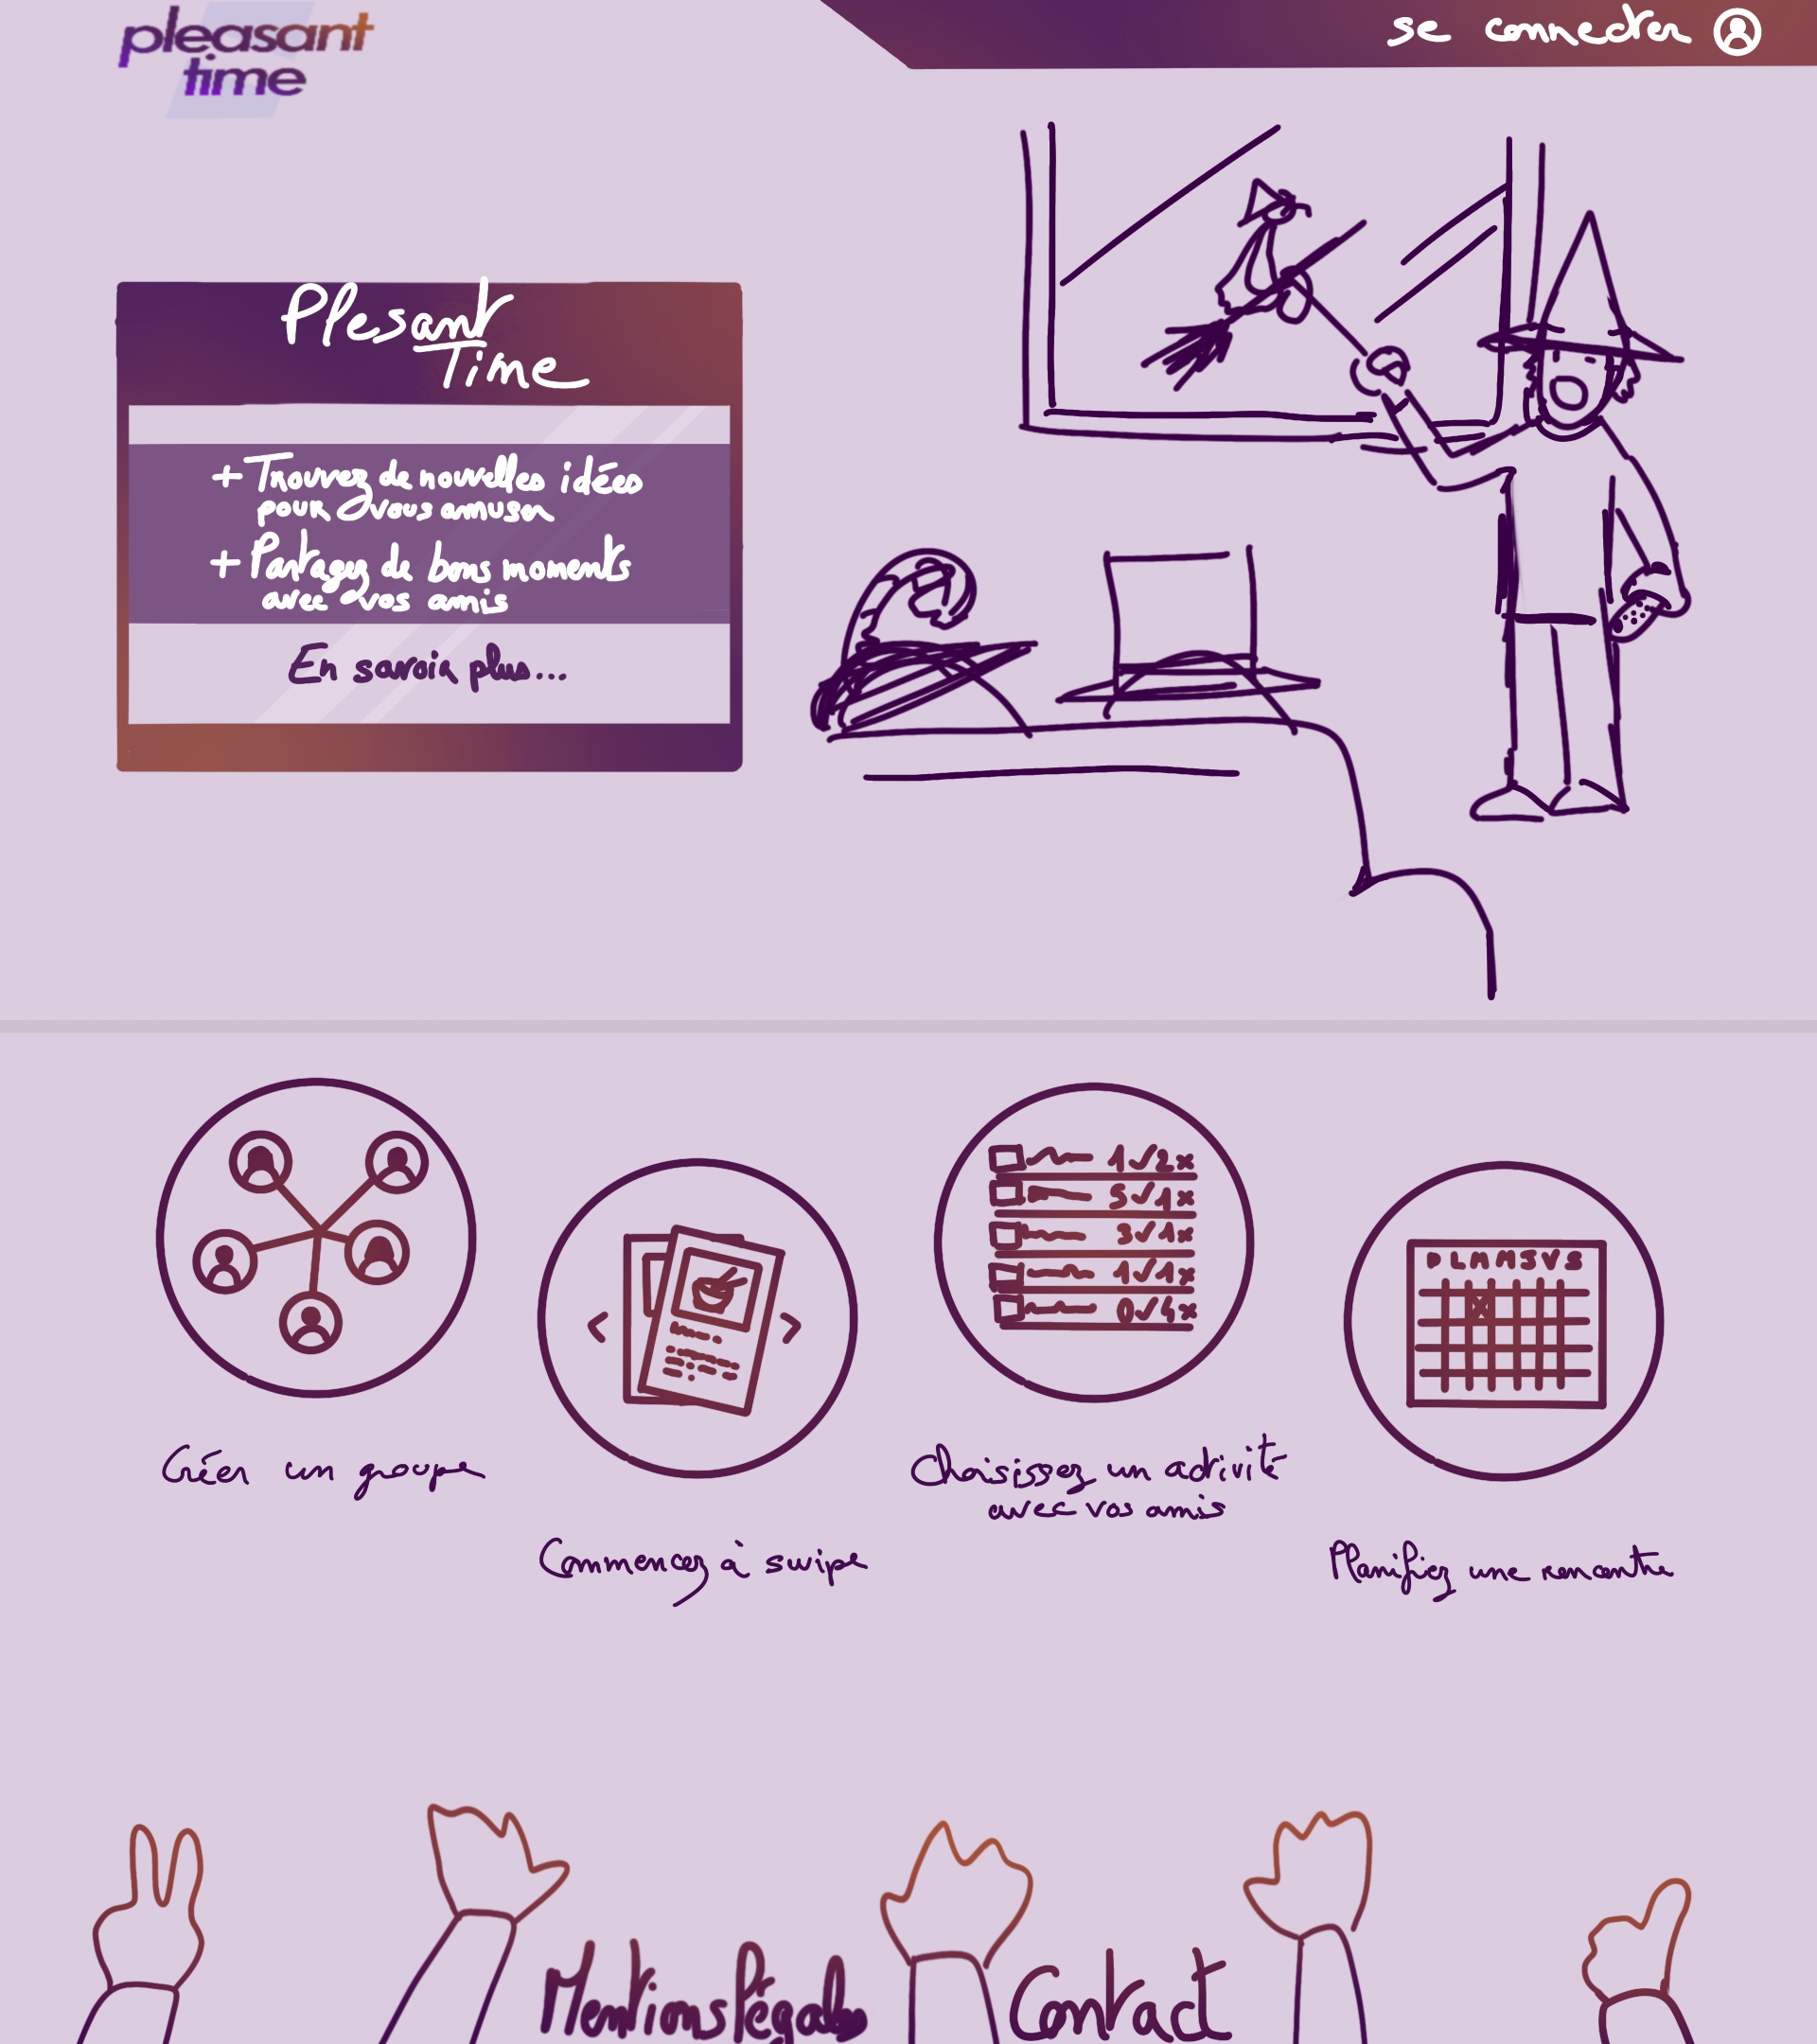 pleasant
time
se connecter
Plesant
Time
+ Trouvez de nouvelles idées
pour vous amuser
+ Partagez de bons moments
avec vos amis
En savoir plus...
1✓2×
5✓1×
3✓1×
1✓1×
0✓4×
D L M M J V S
Créer un groupe
Choisissez un activité
avec vos amis
Commencez à swipe
Planifiez une rencontre
Mentions légales
Contact